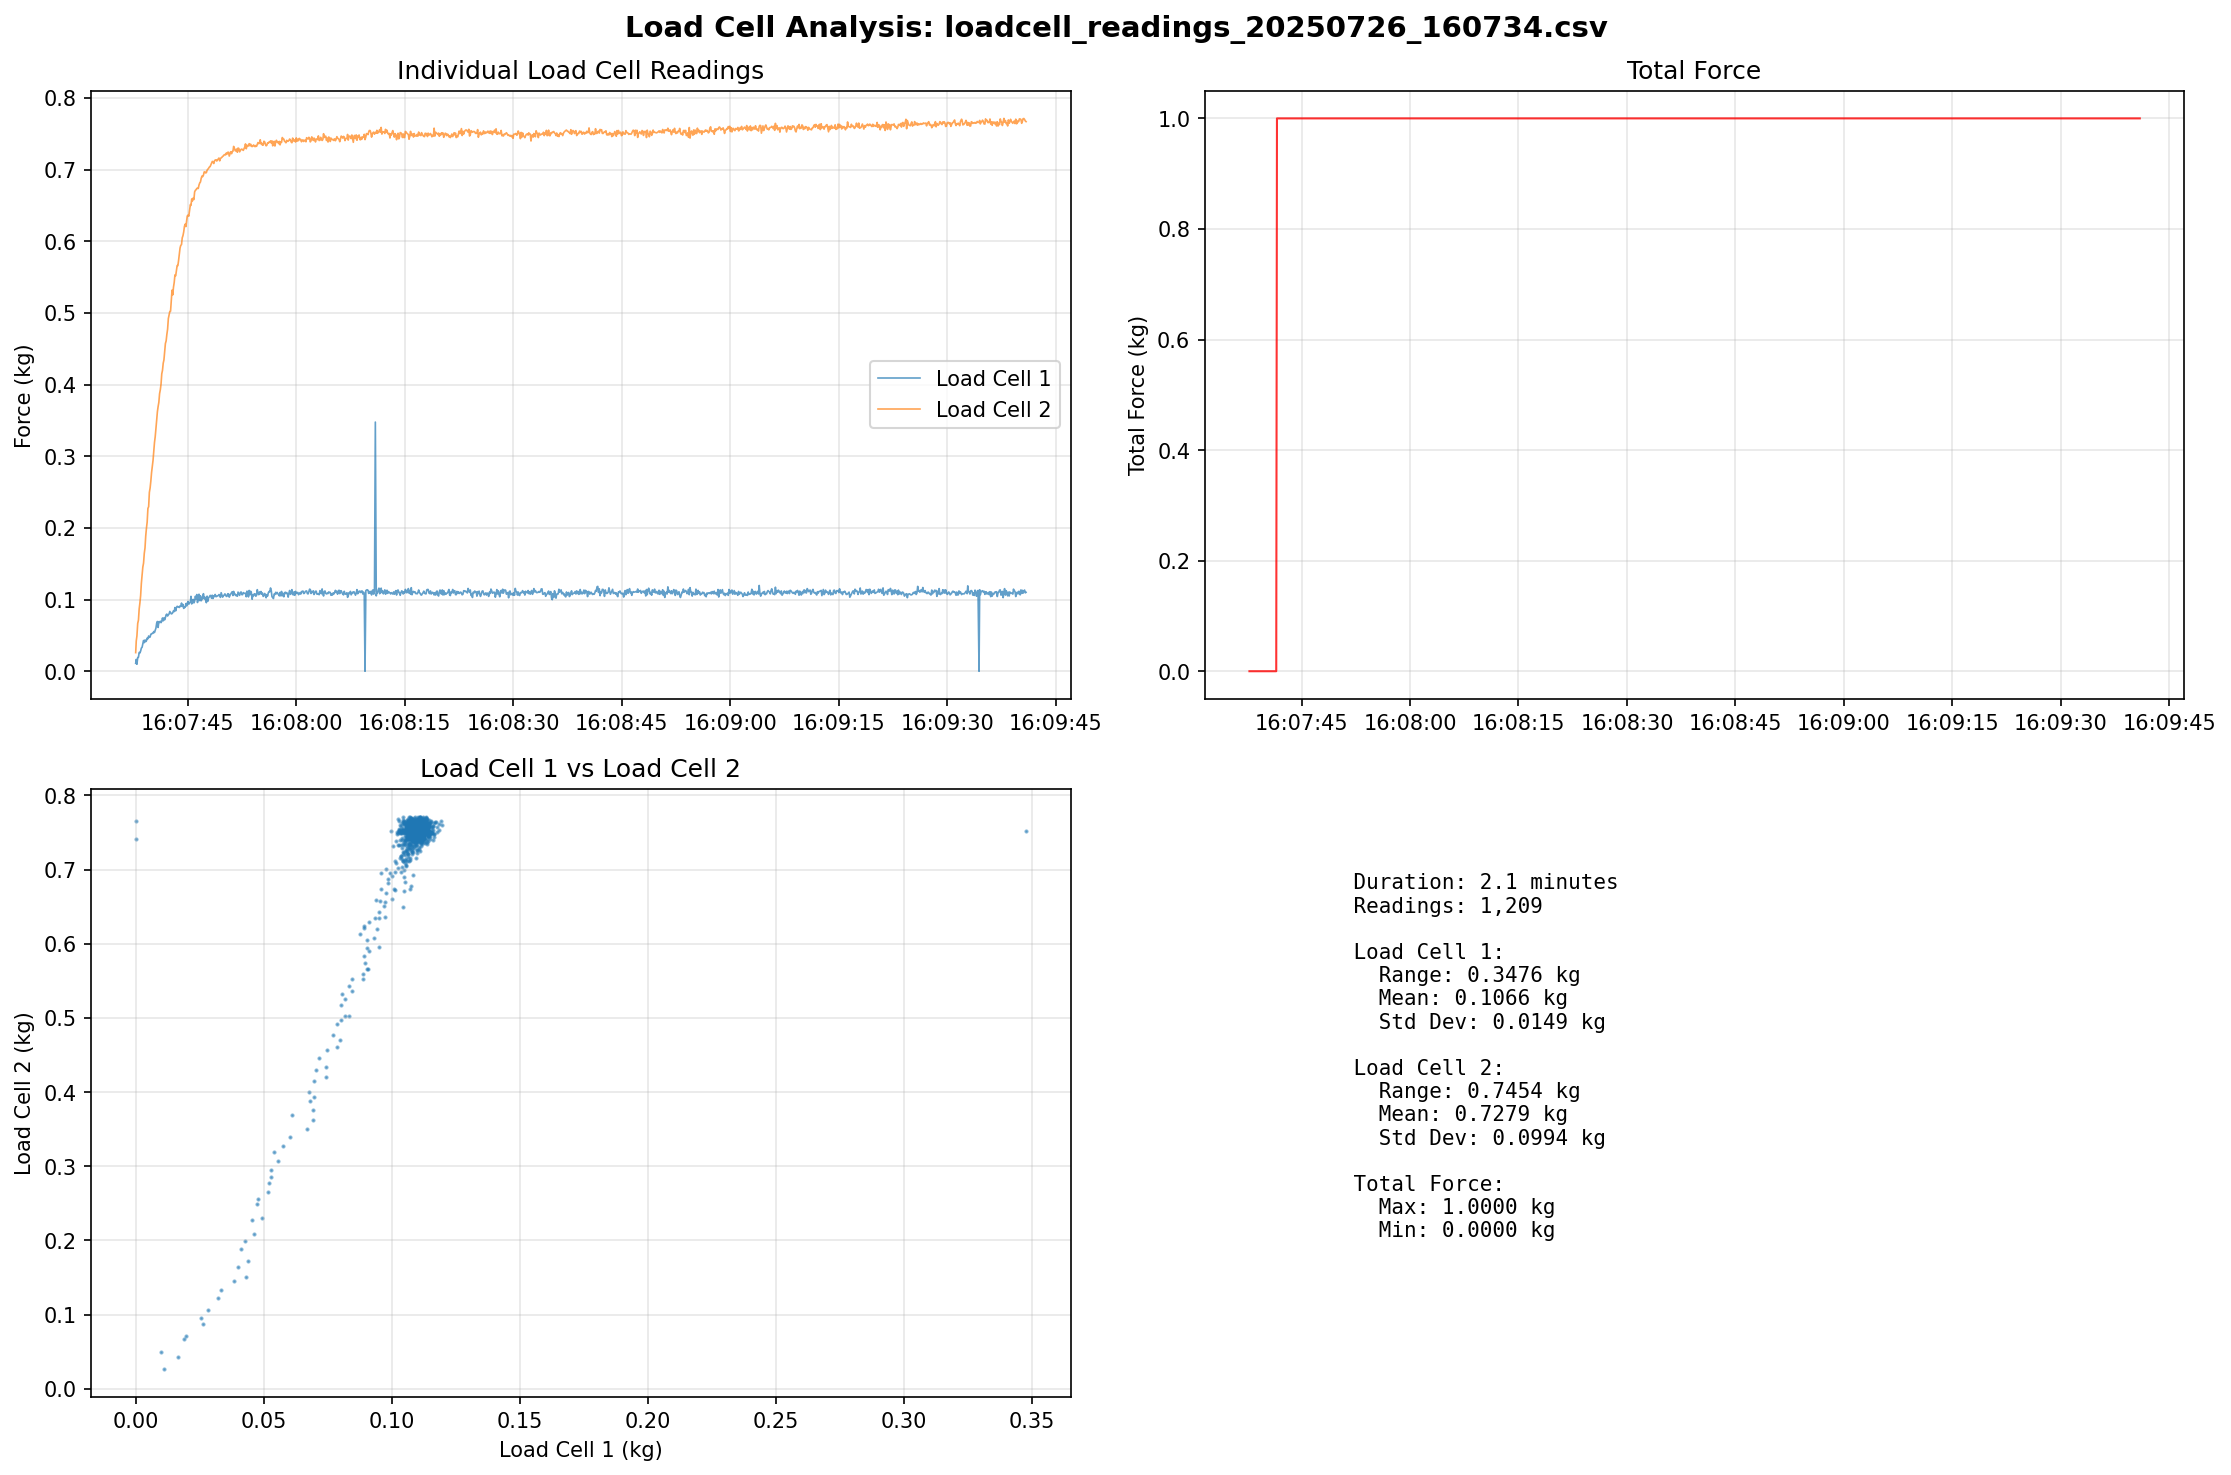 Load Cell Analysis: loadcell_readings_20250726_160734.csv
Individual Load Cell Readings
Force (kg)
0.8
0.7
0.6
0.5
0.4
0.3
0.2
0.1
0.0
Load Cell 1
Load Cell 2
16:07:45 16:08:00 16:08:15 16:08:30 16:08:45 16:09:00 16:09:15 16:09:30 16:09:45
Total Force
Total Force (kg)
1.0
0.8
0.6
0.4
0.2
0.0
16:07:45 16:08:00 16:08:15 16:08:30 16:08:45 16:09:00 16:09:15 16:09:30 16:09:45
Load Cell 1 vs Load Cell 2
Load Cell 2 (kg)
0.8
0.7
0.6
0.5
0.4
0.3
0.2
0.1
0.0
0.00 0.05 0.10 0.15 0.20 0.25 0.30 0.35
Load Cell 1 (kg)
Duration: 2.1 minutes
Readings: 1,209
Load Cell 1:
Range: 0.3476 kg
Mean: 0.1066 kg
Std Dev: 0.0149 kg
Load Cell 2:
Range: 0.7454 kg
Mean: 0.7279 kg
Std Dev: 0.0994 kg
Total Force:
Max: 1.0000 kg
Min: 0.0000 kg